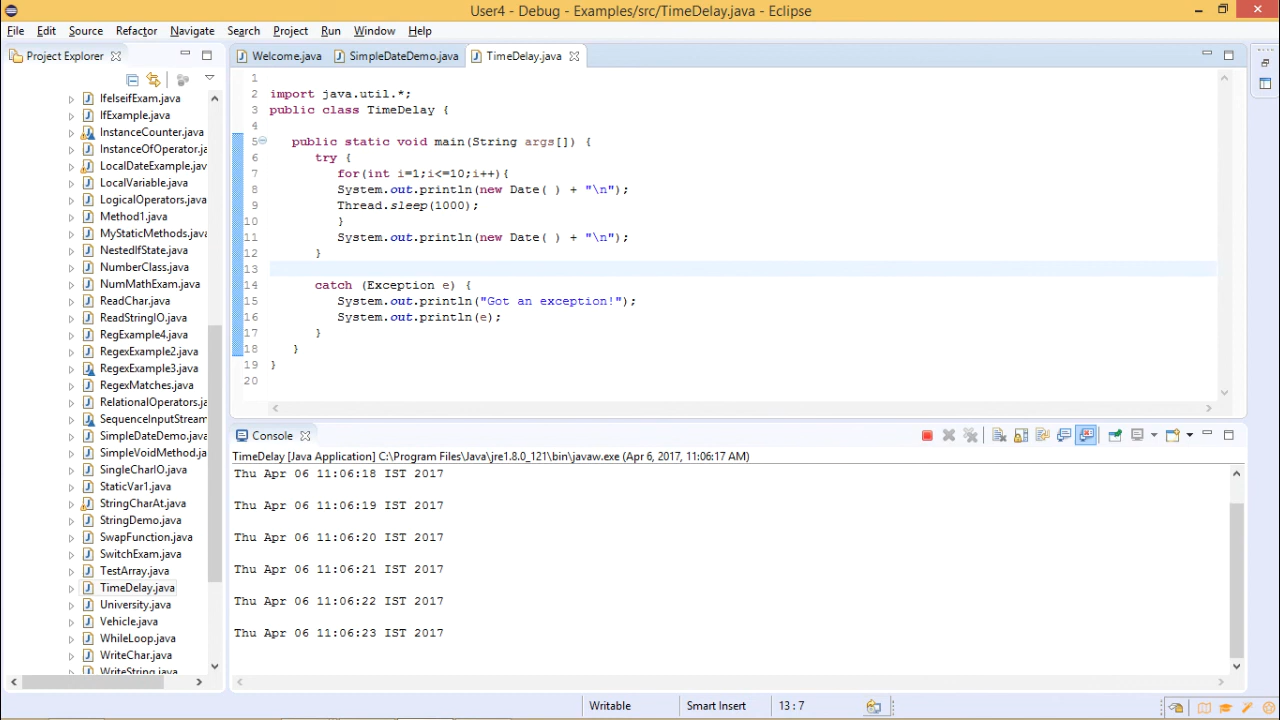 User4 - Debug - Examples/src/TimeDelay.java - Eclipse
File Edit Source Refactor Navigate Search Project Run Window Help
Project Explorer
Welcome.java SimpleDateDemo.java TimeDelay.java
IfelseifExam.java
IfExample.java
InstanceCounter.java
InstanceOfOperator.ja
LocalDateExample.jav
LocalVariable.java
LogicalOperators.java
Method1.java
MyStaticMethods.java
NestedIfState.java
NumberClass.java
NumMathExam.java
ReadChar.java
ReadStringIO.java
RegExample4.java
RegexExample2.java
RegexExample3.java
RegexMatches.java
RelationalOperators.ja
SequenceInputStream
SimpleDateDemo.java
SimpleVoidMethod.ja
SingleCharIO.java
StaticVar1.java
StringCharAt.java
StringDemo.java
SwapFunction.java
SwitchExam.java
TestArray.java
TimeDelay.java
University.java
Vehicle.java
WhileLoop.java
WriteChar.java
WriteString.java
1
2 import java.util.*;
3 public class TimeDelay {
4
5 public static void main(String args[]) {
6 try {
7 for(int i=1;i<=10;i++){
8 System.out.println(new Date( ) + "\n");
9 Thread.sleep(1000);
10 }
11 System.out.println(new Date( ) + "\n");
12 }
13
14 catch (Exception e) {
15 System.out.println("Got an exception!");
16 System.out.println(e);
17 }
18 }
19 }
20
Console
TimeDelay [Java Application] C:\Program Files\Java\jre1.8.0_121\bin\javaw.exe (Apr 6, 2017, 11:06:17 AM)
Thu Apr 06 11:06:18 IST 2017
Thu Apr 06 11:06:19 IST 2017
Thu Apr 06 11:06:20 IST 2017
Thu Apr 06 11:06:21 IST 2017
Thu Apr 06 11:06:22 IST 2017
Thu Apr 06 11:06:23 IST 2017
Writable Smart Insert 13 : 7